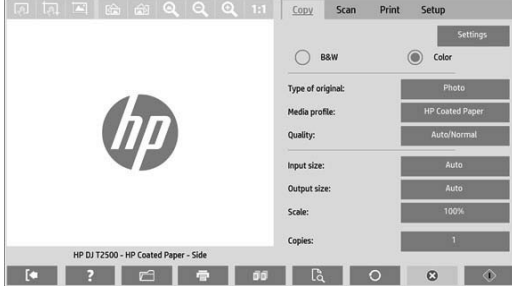 1:1
Copy Scan Print Setup
Settings
B&W Color
Type of original: Photo
Media profile: HP Coated Paper
Quality: Auto/Normal
Input size: Auto
Output size: Auto
Scale: 100%
Copies: 1
hp
HP DJ T2500 - HP Coated Paper - Side
?